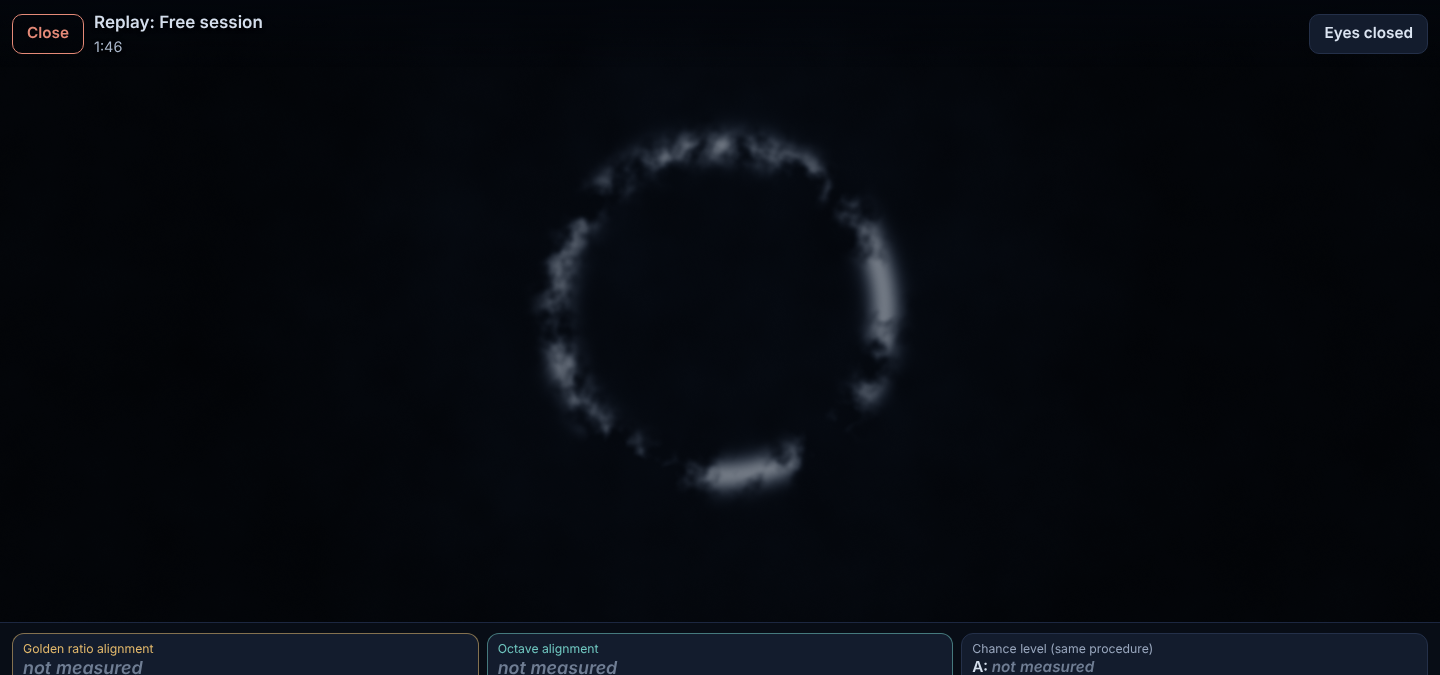 Close
Replay: Free session
1:46
Eyes closed
Golden ratio alignment
not measured
Octave alignment
not measured
Chance level (same procedure)
A: not measured